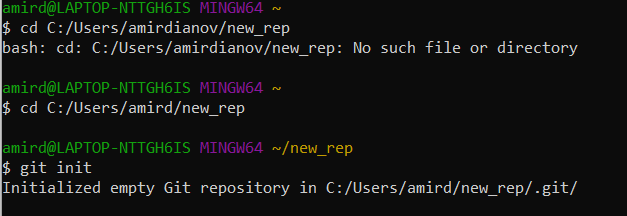 amird@LAPTOP-NTTGH6IS MINGW64 ~
$ cd C:/Users/amirdianov/new_rep
bash: cd: C:/Users/amirdianov/new_rep: No such file or directory
amird@LAPTOP-NTTGH6IS MINGW64 ~
$ cd C:/Users/amird/new_rep
amird@LAPTOP-NTTGH6IS MINGW64 ~/new_rep
$ git init
Initialized empty Git repository in C:/Users/amird/new_rep/.git/